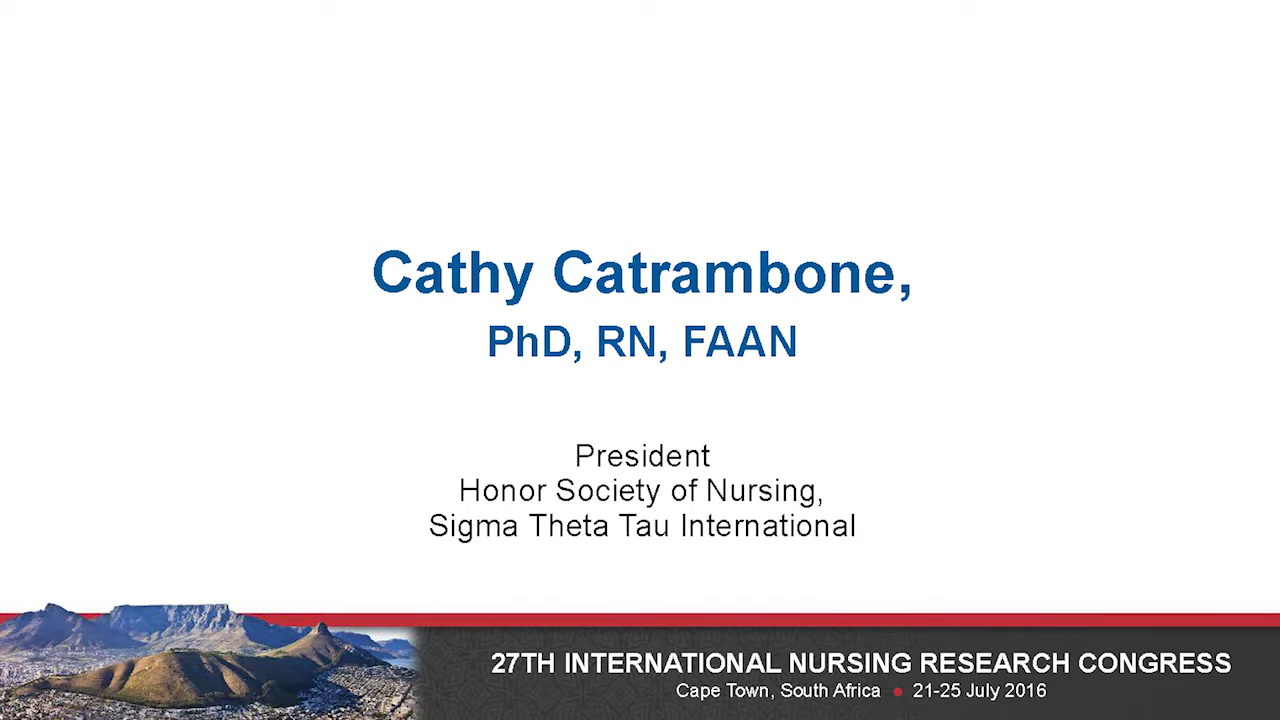 Cathy Catrambone,
PhD, RN, FAAN
President
Honor Society of Nursing,
Sigma Theta Tau International
27TH INTERNATIONAL NURSING RESEARCH CONGRESS
Cape Town, South Africa ● 21-25 July 2016